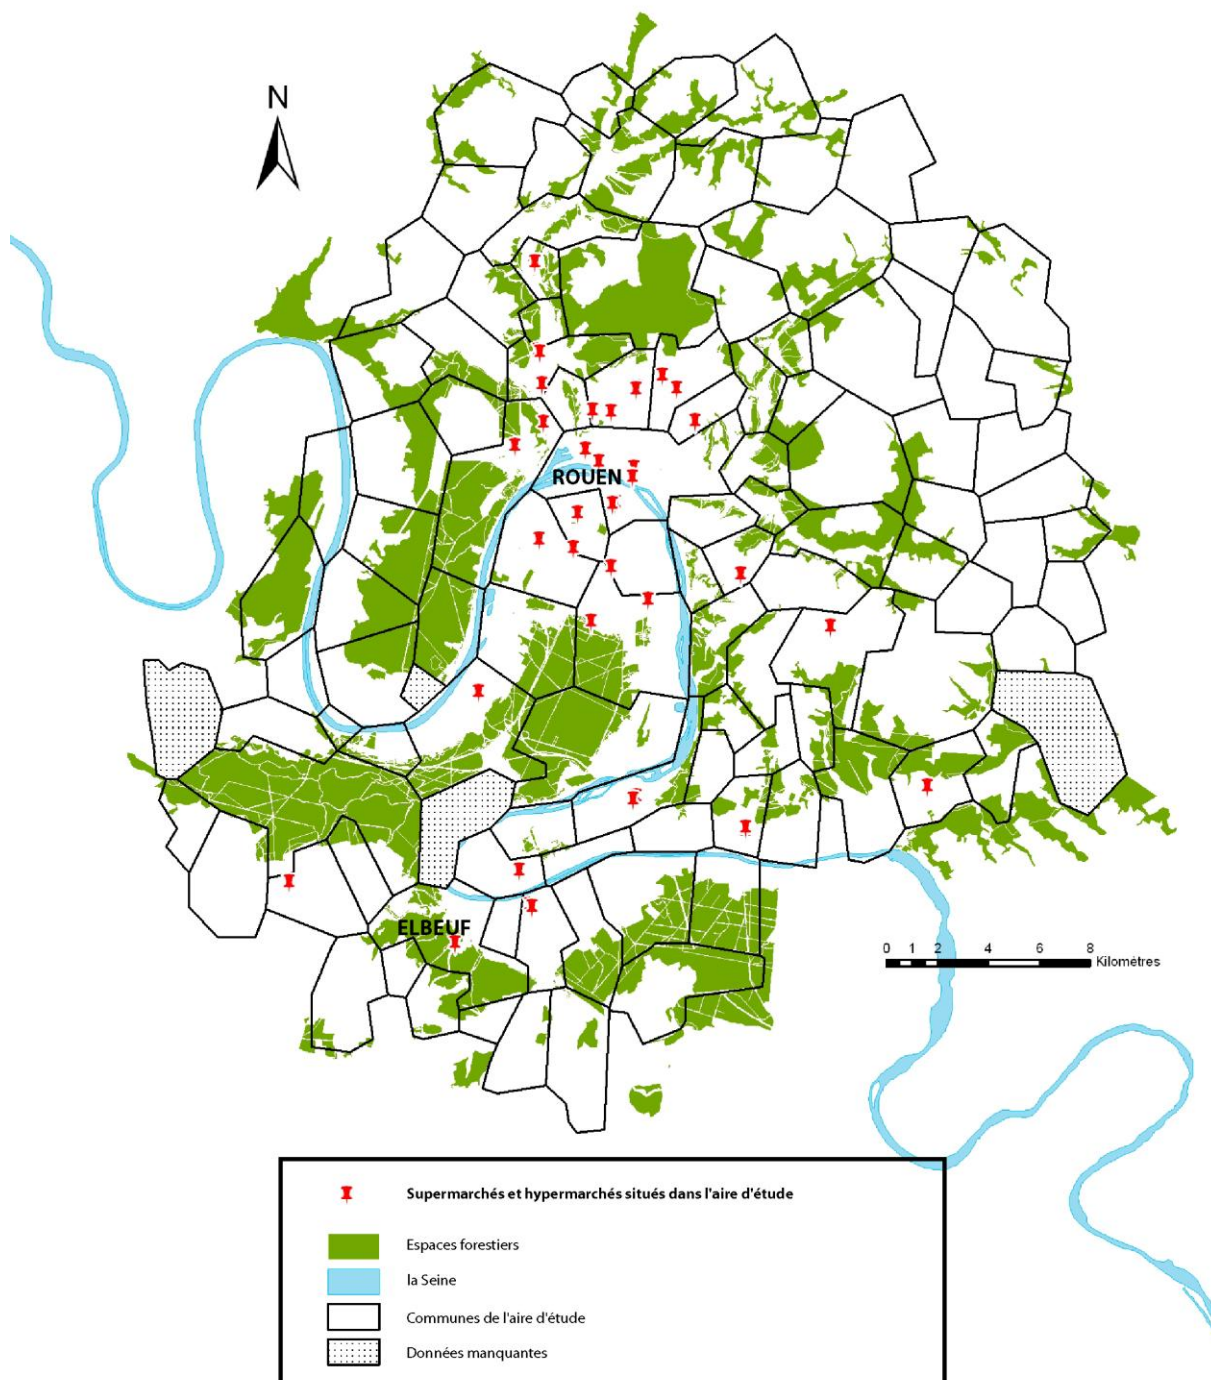 N
ROUEN
ELBEUF
0 1 2 4 6 8
Kilomètres
Supermarchés et hypermarchés situés dans l'aire d'étude
Espaces forestiers
la Seine
Communes de l'aire d'étude
Données manquantes